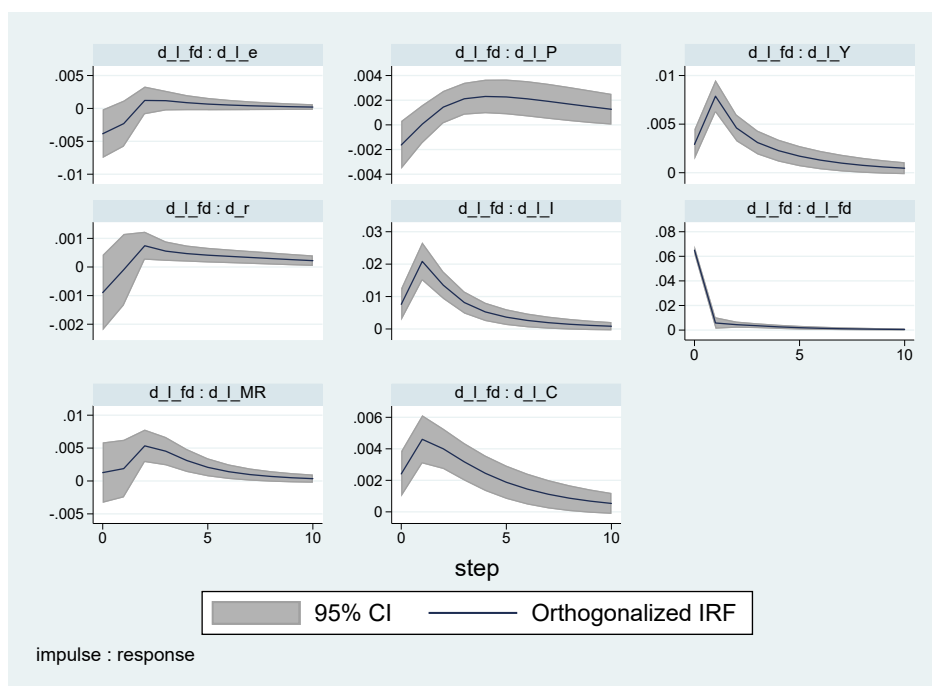 d_l_fd : d_l_e
.005
0
-.005
-.01
d_l_fd : d_l_P
.004
.002
0
-.002
-.004
d_l_fd : d_l_Y
.01
.005
0
d_l_fd : d_r
.001
0
-.001
-.002
d_l_fd : d_l_I
.03
.02
.01
0
d_l_fd : d_l_fd
.08
.06
.04
.02
0
0 5 10
d_l_fd : d_l_MR
.01
.005
0
-.005
0 5 10
d_l_fd : d_l_C
.006
.004
.002
0
0 5 10
step
95% CI Orthogonalized IRF
impulse : response